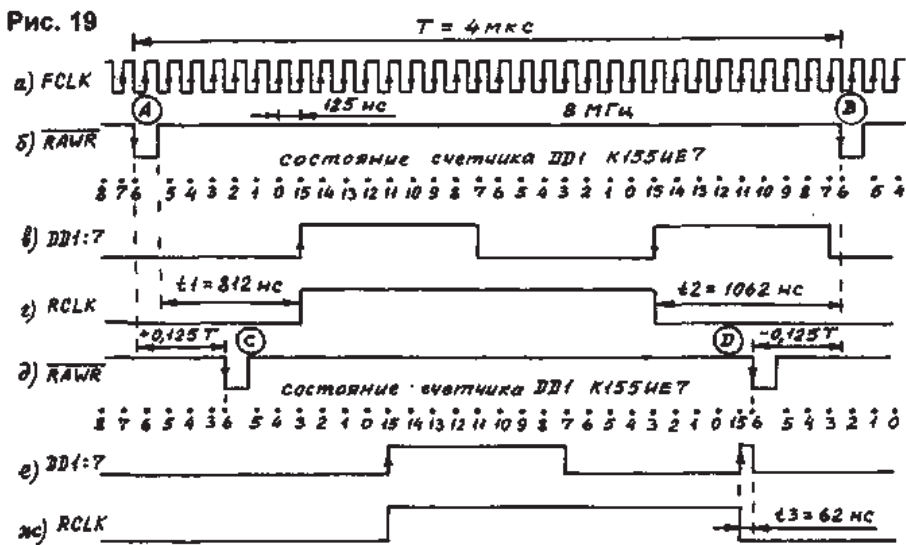 Рис. 19
T = 4 мкс
а) FCLK
A
125 нс
8 МГц
B
б) RAWR
состояние счетчика DD1 К155ИЕ7
8 7 6 5 4 3 2 1 0 15 14 13 12 11 10 9 8 7 6 5 4 3 2 1 0 15 14 13 12 11 10 9 8 7 6 5 4
в) DD1:7
t1 = 812 нс
t2 = 1062 нс
г) RCLK
+0,125 T
C
D
-0,125 T
д) RAWR
состояние счетчика DD1 К155ИЕ7
8 7 6 5 4 3 6 5 4 3 2 1 0 15 14 13 12 11 10 9 8 7 6 5 4 3 2 1 0 15 6 5 4 3 2 1 0
е) DD1:7
t3 = 62 нс
ж) RCLK